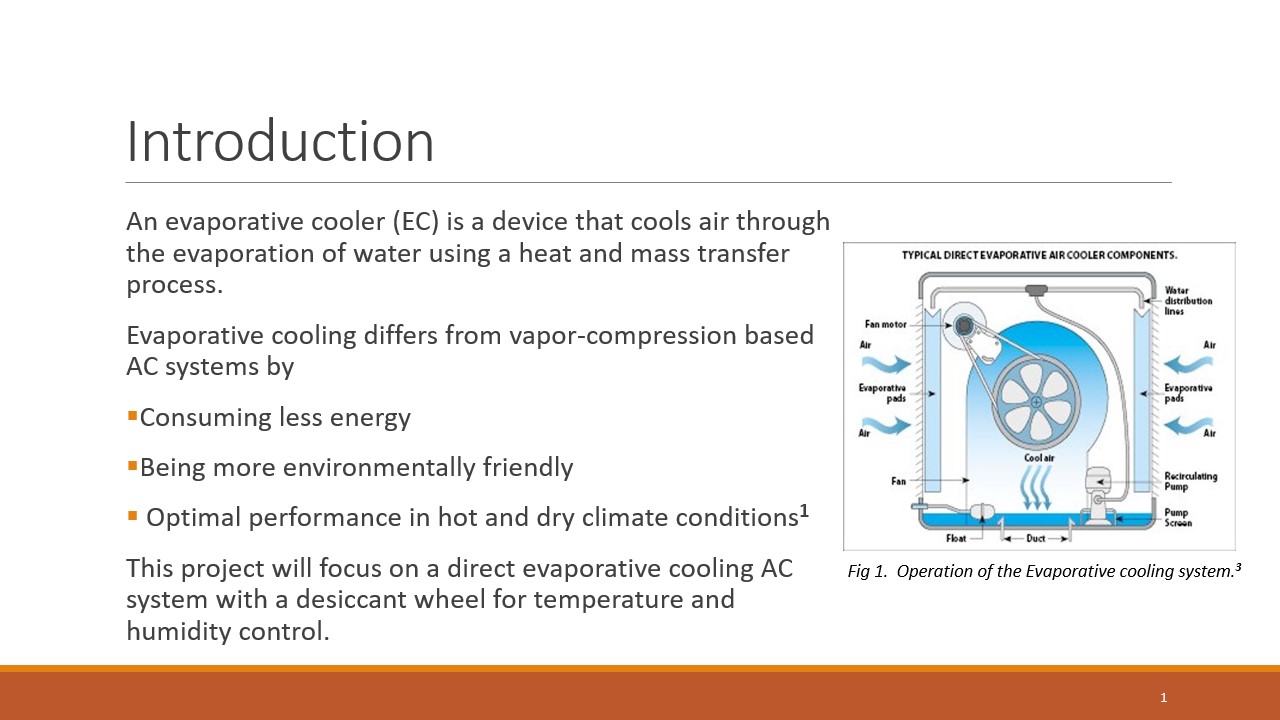 Introduction
An evaporative cooler (EC) is a device that cools air through
the evaporation of water using a heat and mass transfer
process.
Evaporative cooling differs from vapor-compression based
AC systems by
▪Consuming less energy
▪Being more environmentally friendly
▪ Optimal performance in hot and dry climate conditions¹
This project will focus on a direct evaporative cooling AC
system with a desiccant wheel for temperature and
humidity control.
TYPICAL DIRECT EVAPORATIVE AIR COOLER COMPONENTS.
Water
distribution
lines
Fan motor
Air
Air
Evaporative
pads
Evaporative
pads
Air
Air
Cool air
Fan
Recirculating
Pump
Pump
Screen
Float
Duct
Fig 1.  Operation of the Evaporative cooling system.³
1